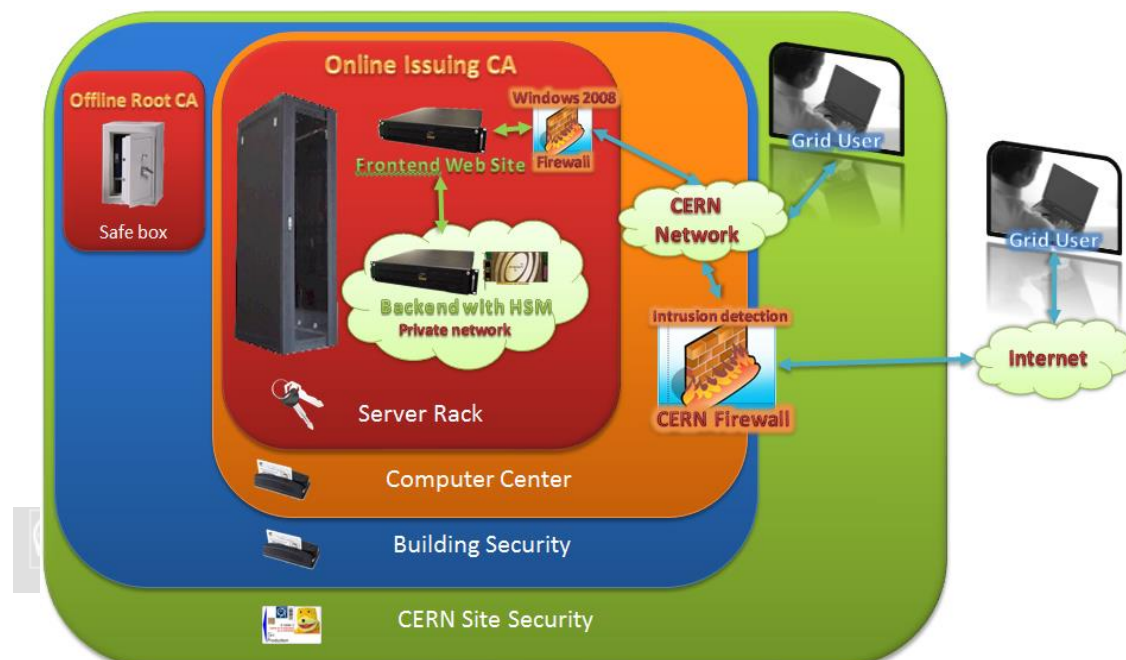 Online Issuing CA
Offline Root CA
Safe box
Windows 2008
Firewall
Frontend Web Site
Backend with HSM
Private network
Server Rack
CERN
Network
Grid User
Grid User
Intrusion detection
CERN Firewall
Internet
Computer Center
Building Security
CERN Site Security